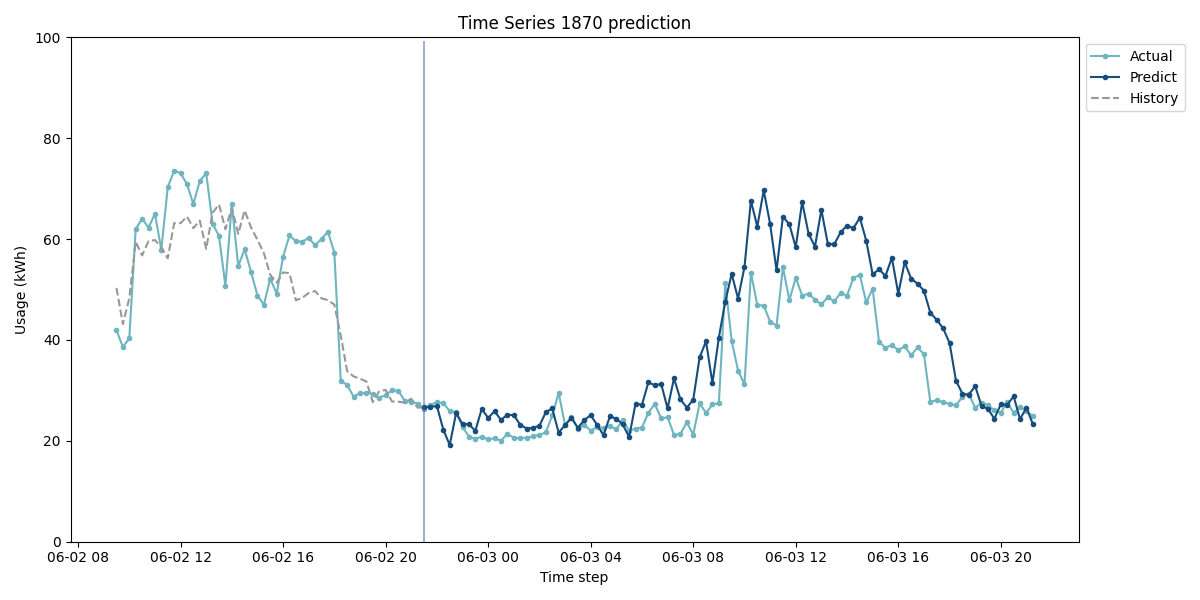 Time Series 1870 prediction
Usage (kWh)
100
80
60
40
20
0
06-02 08
06-02 12
06-02 16
06-02 20
06-03 00
06-03 04
06-03 08
06-03 12
06-03 16
06-03 20
Time step
Actual
Predict
History